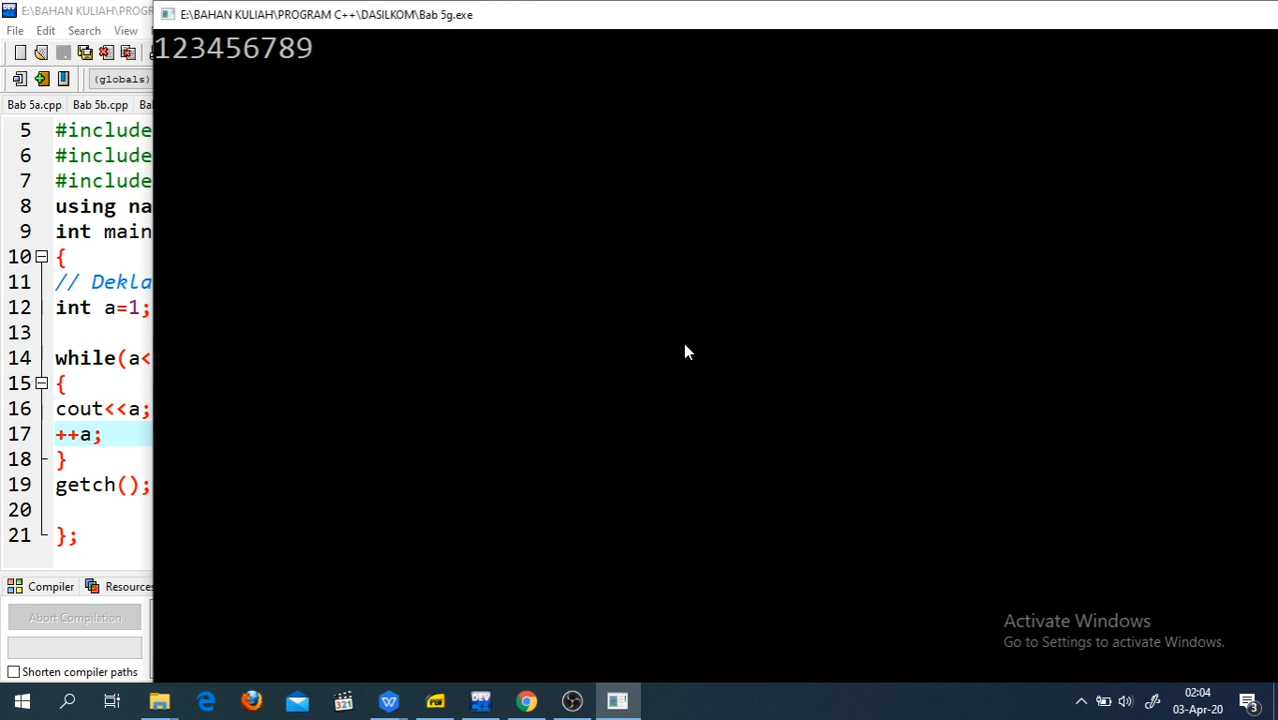 E:\BAHAN KULIAH\PROGR
E:\BAHAN KULIAH\PROGRAM C++\DASILKOM\Bab 5g.exe
File Edit Search View
123456789
(globals)
Bab 5a.cpp Bab 5b.cpp Ba
5 #include
6 #include
7 #include
8 using na
9 int main
10 {
11 // Dekla
12 int a=1;
13
14 while(a<
15 {
16 cout<<a;
17 ++a;
18 }
19 getch();
20
21 };
Compiler Resources
Abort Compilation
Shorten compiler paths
Activate Windows
Go to Settings to activate Windows.
02:04
03-Apr-20
3